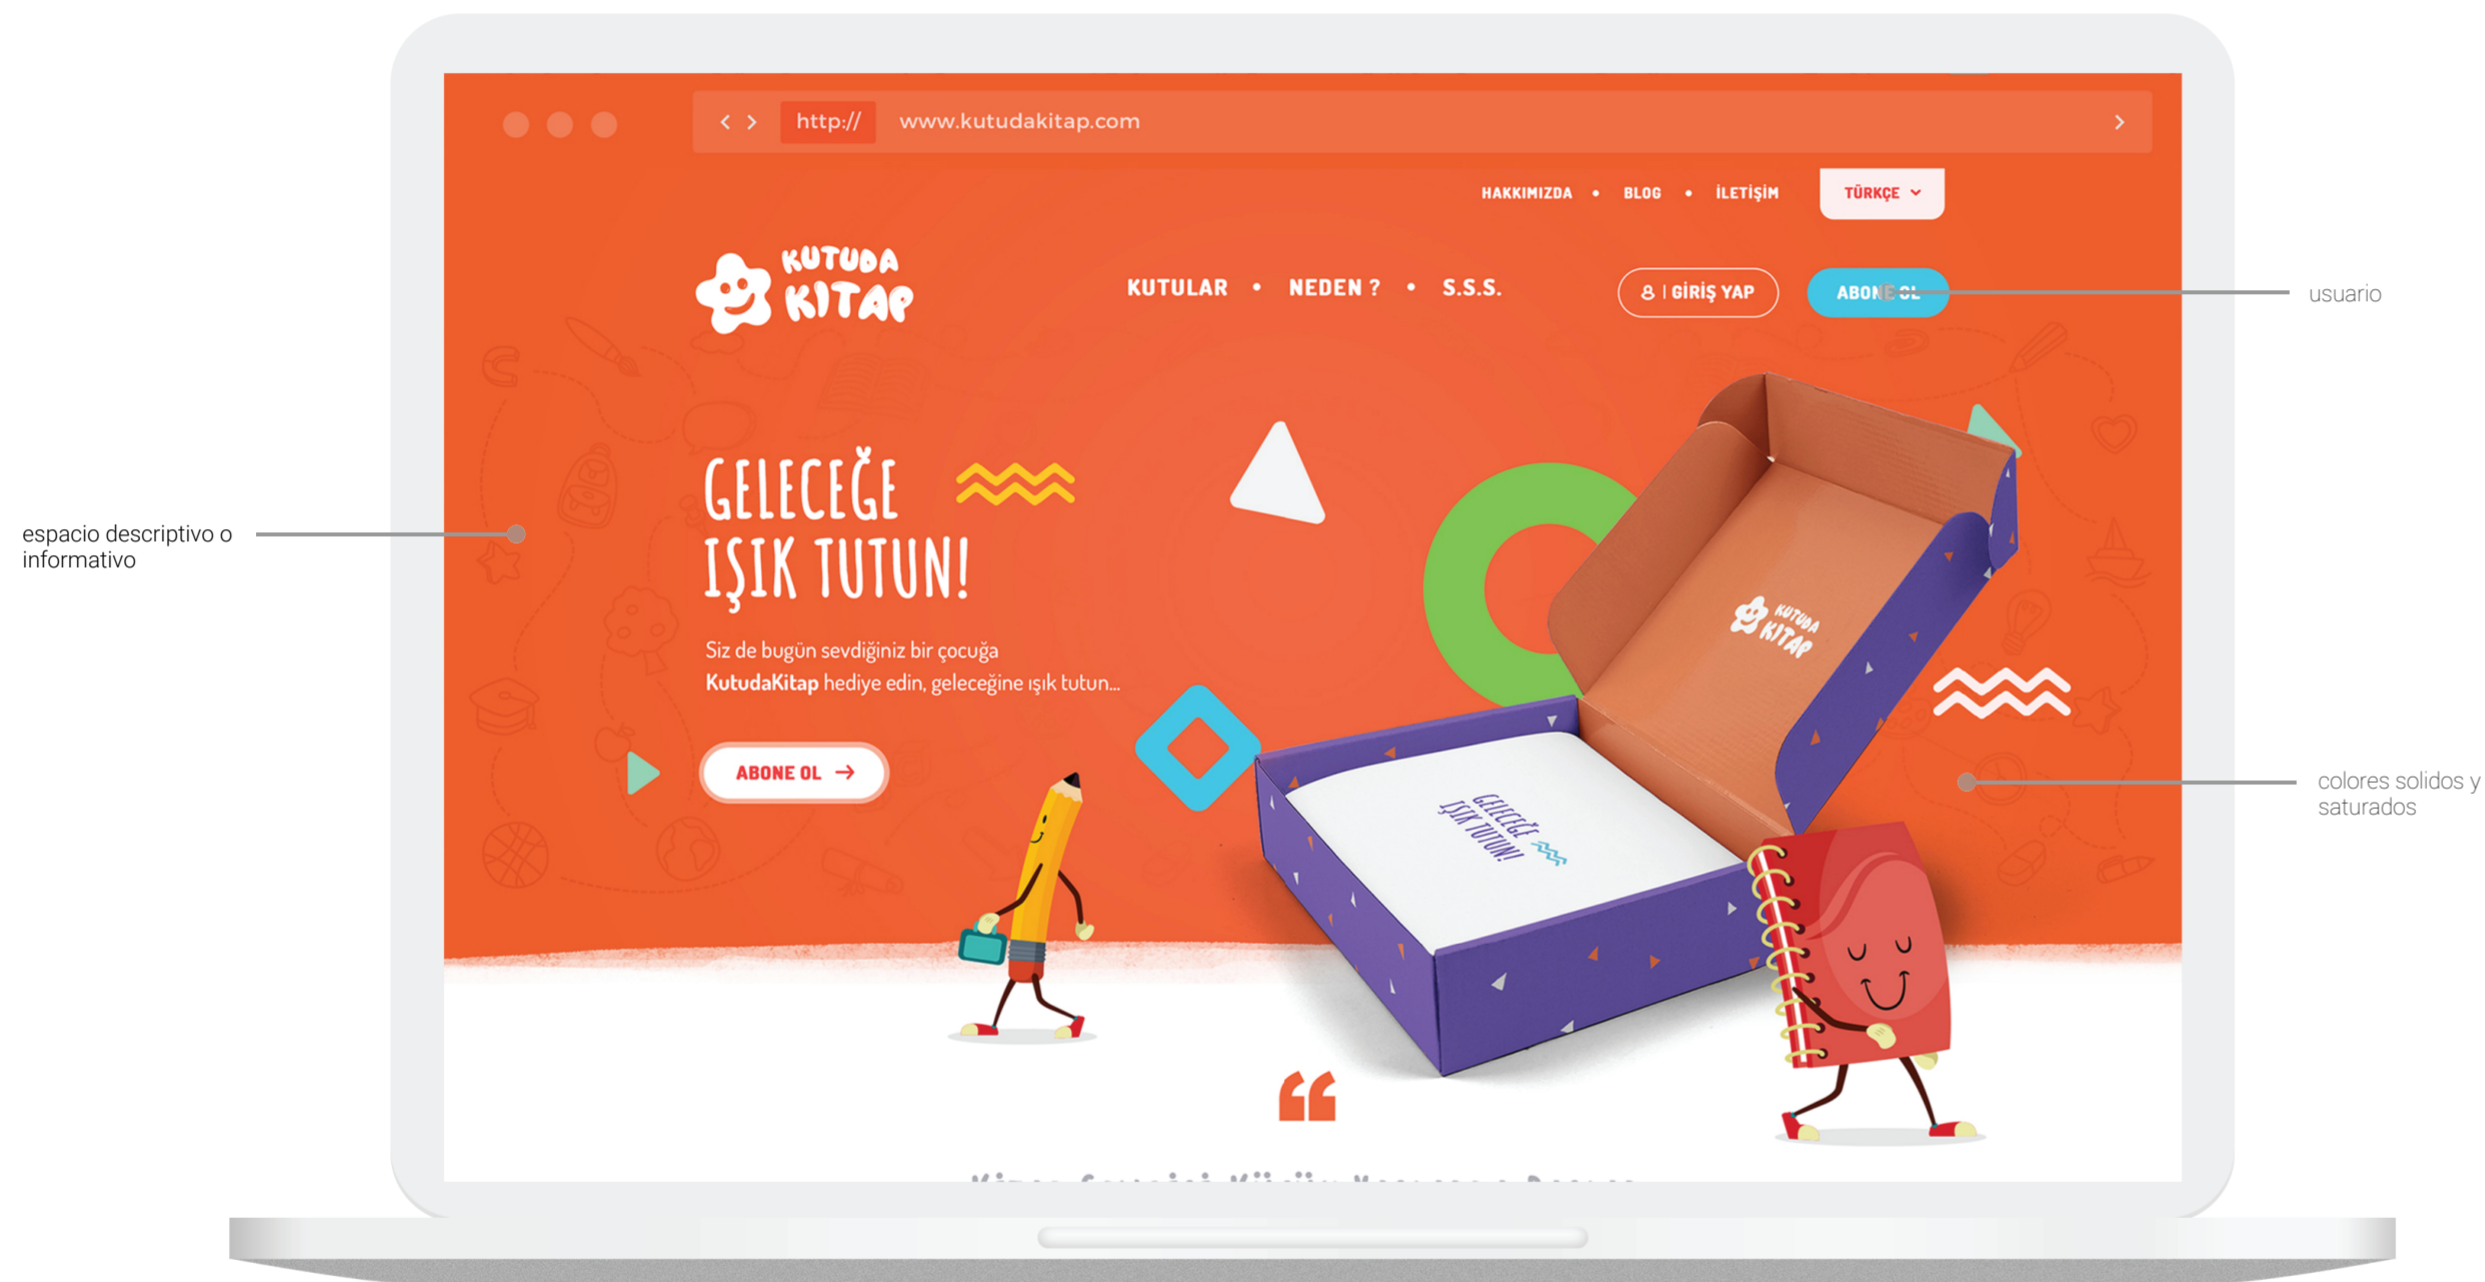 http:// www.kutudakitap.com
HAKKIMIZDA • BLOG • İLETİŞİM TÜRKÇE
KUTUDA
KITAP
KUTULAR • NEDEN ? • S.S.S. GİRİŞ YAP ABONE OL
usuario
GELECEĞE
IŞIK TUTUN!
espacio descriptivo o
informativo
KUTUDA
KITAP
Siz de bugün sevdiğiniz bir çocuğa
KutudaKitap hediye edin, geleceğine ışık tutun...
ABONE OL →
colores solidos y
saturados
GELECEĞE
IŞIK TUTUN!
“